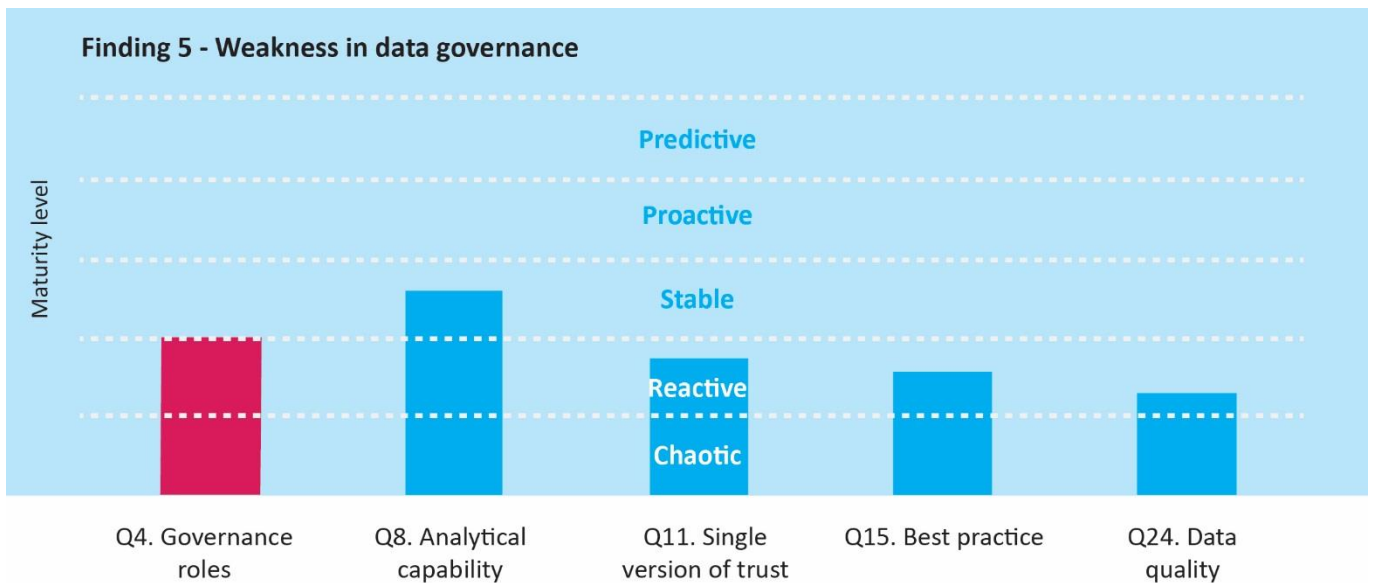 Finding 5 - Weakness in data governance
Maturity level
Predictive
Proactive
Stable
Reactive
Chaotic
Q4. Governance
roles
Q8. Analytical
capability
Q11. Single
version of trust
Q15. Best practice
Q24. Data
quality